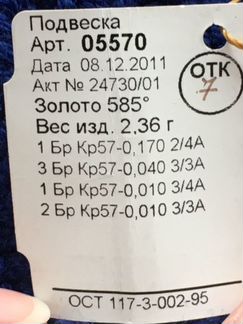 Подвеска
Арт. 05570
Дата 08.12.2011
Акт № 24730/01
ОТК
7
Золото 585°
Вес изд. 2,36 г
1 Бр Кр57-0,170 2/4А
3 Бр Кр57-0,040 3/3А
1 Бр Кр57-0,010 3/4А
2 Бр Кр57-0,010 3/3А
ОСТ 117-3-002-95